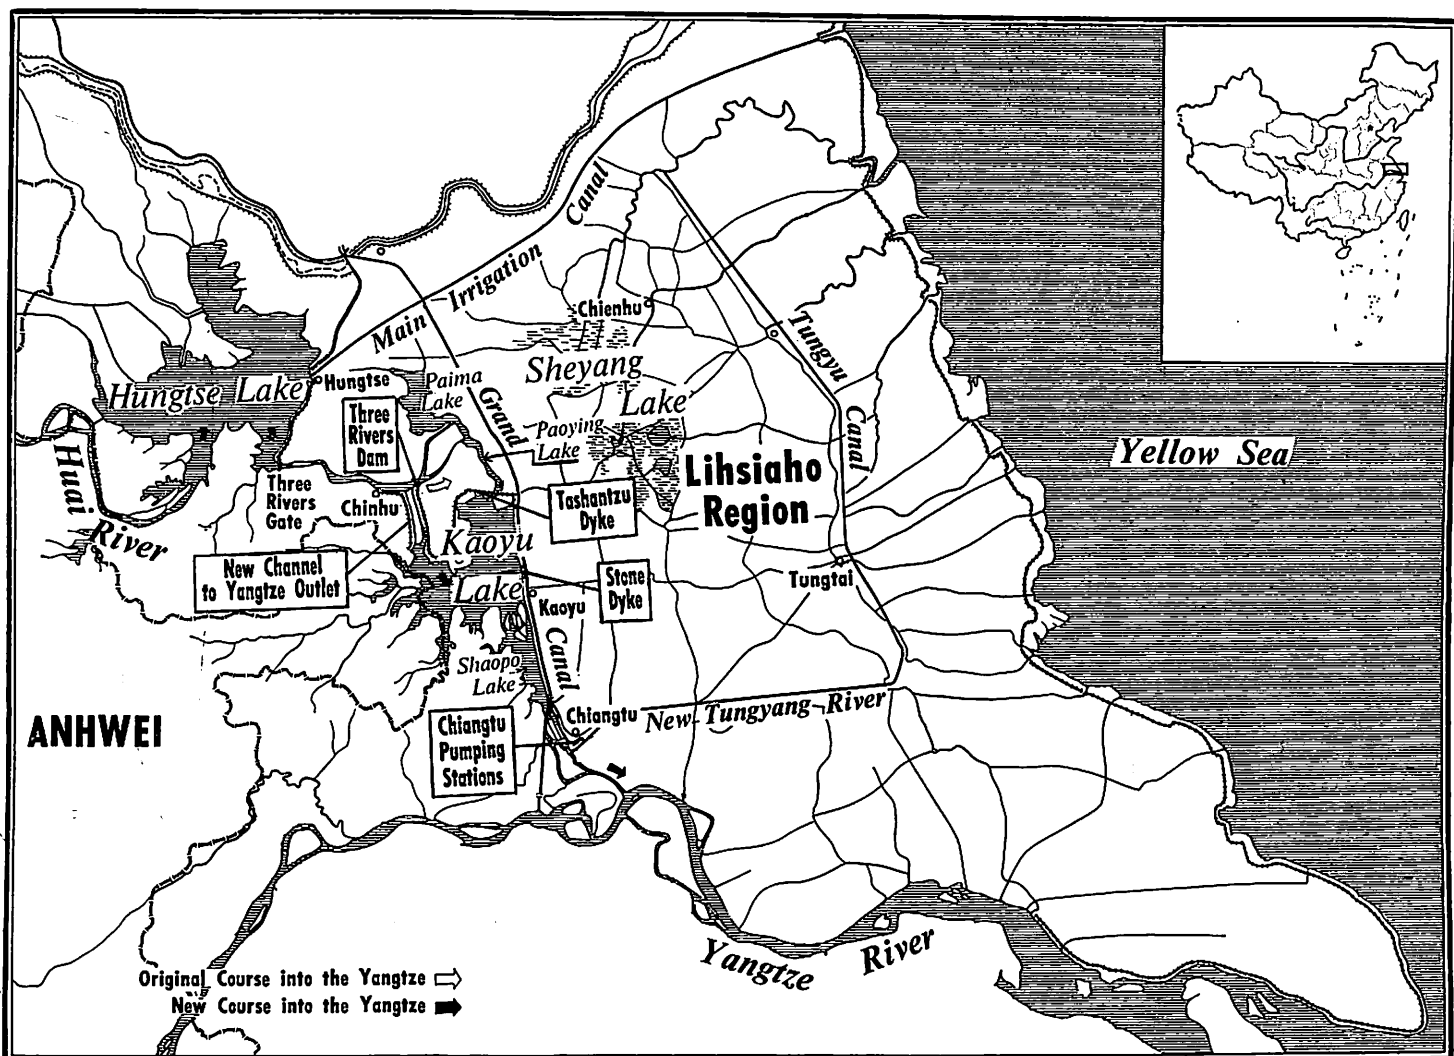 Canal
Irrigation
Main
Chienhu
Sheyang
Lake
Tungyu
Canal
Hungtse Lake
Hungtse
Paima
Lake
Grand
Canal
Three
Rivers
Dam
Paoying
Lake
Huai
River
Three
Rivers
Gate
Chinhu
Lihsiaho
Region
Yellow Sea
Tashantzu
Dyke
Kaoyu
Lake
New Channel
to Yangtze Outlet
Stone
Dyke
Tungtai
Kaoyu
Shaopo
Lake
ANHWEI
Chiangtu
Pumping
Stations
Chiangtu
New Tungyang River
Yangtze River
Original Course into the Yangtze
New Course into the Yangtze